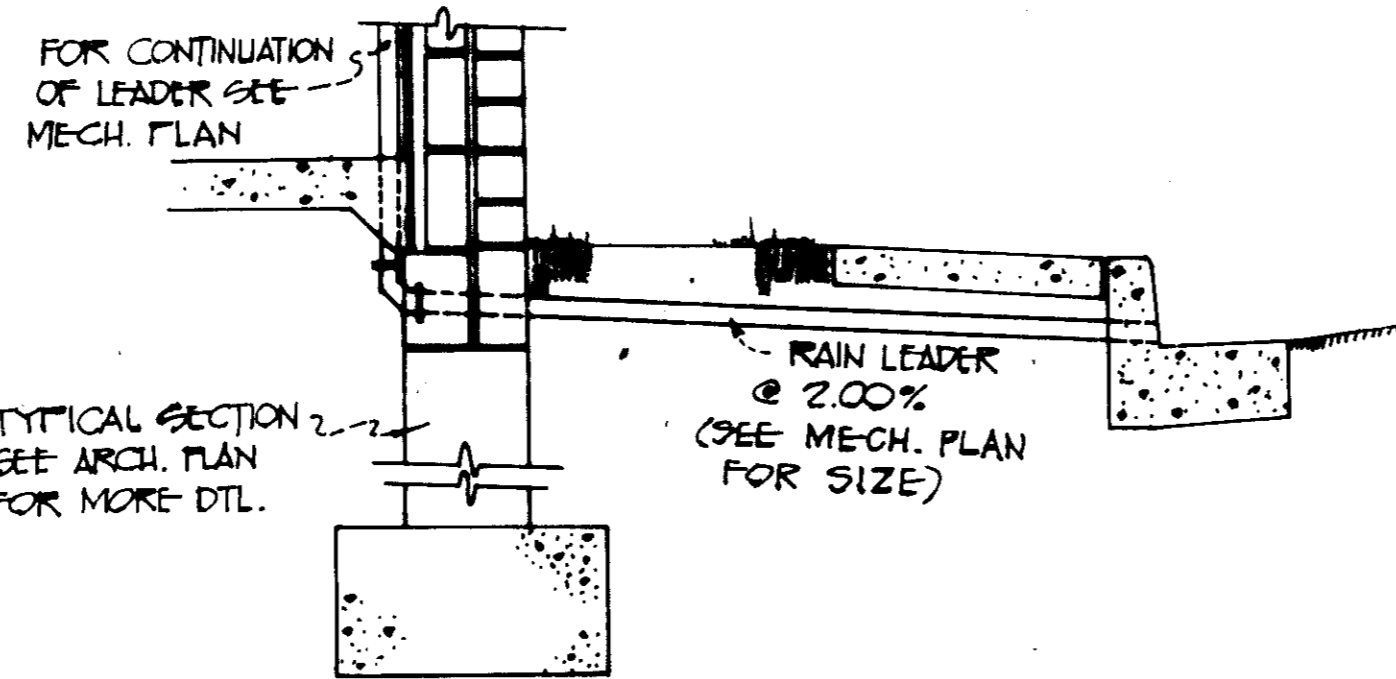 FOR CONTINUATION
OF LEADER SEE
MECH. PLAN
RAIN LEADER
@ 2.00%
(SEE MECH. PLAN
FOR SIZE)
TYPICAL SECTION
SEE ARCH. PLAN
FOR MORE DTL.